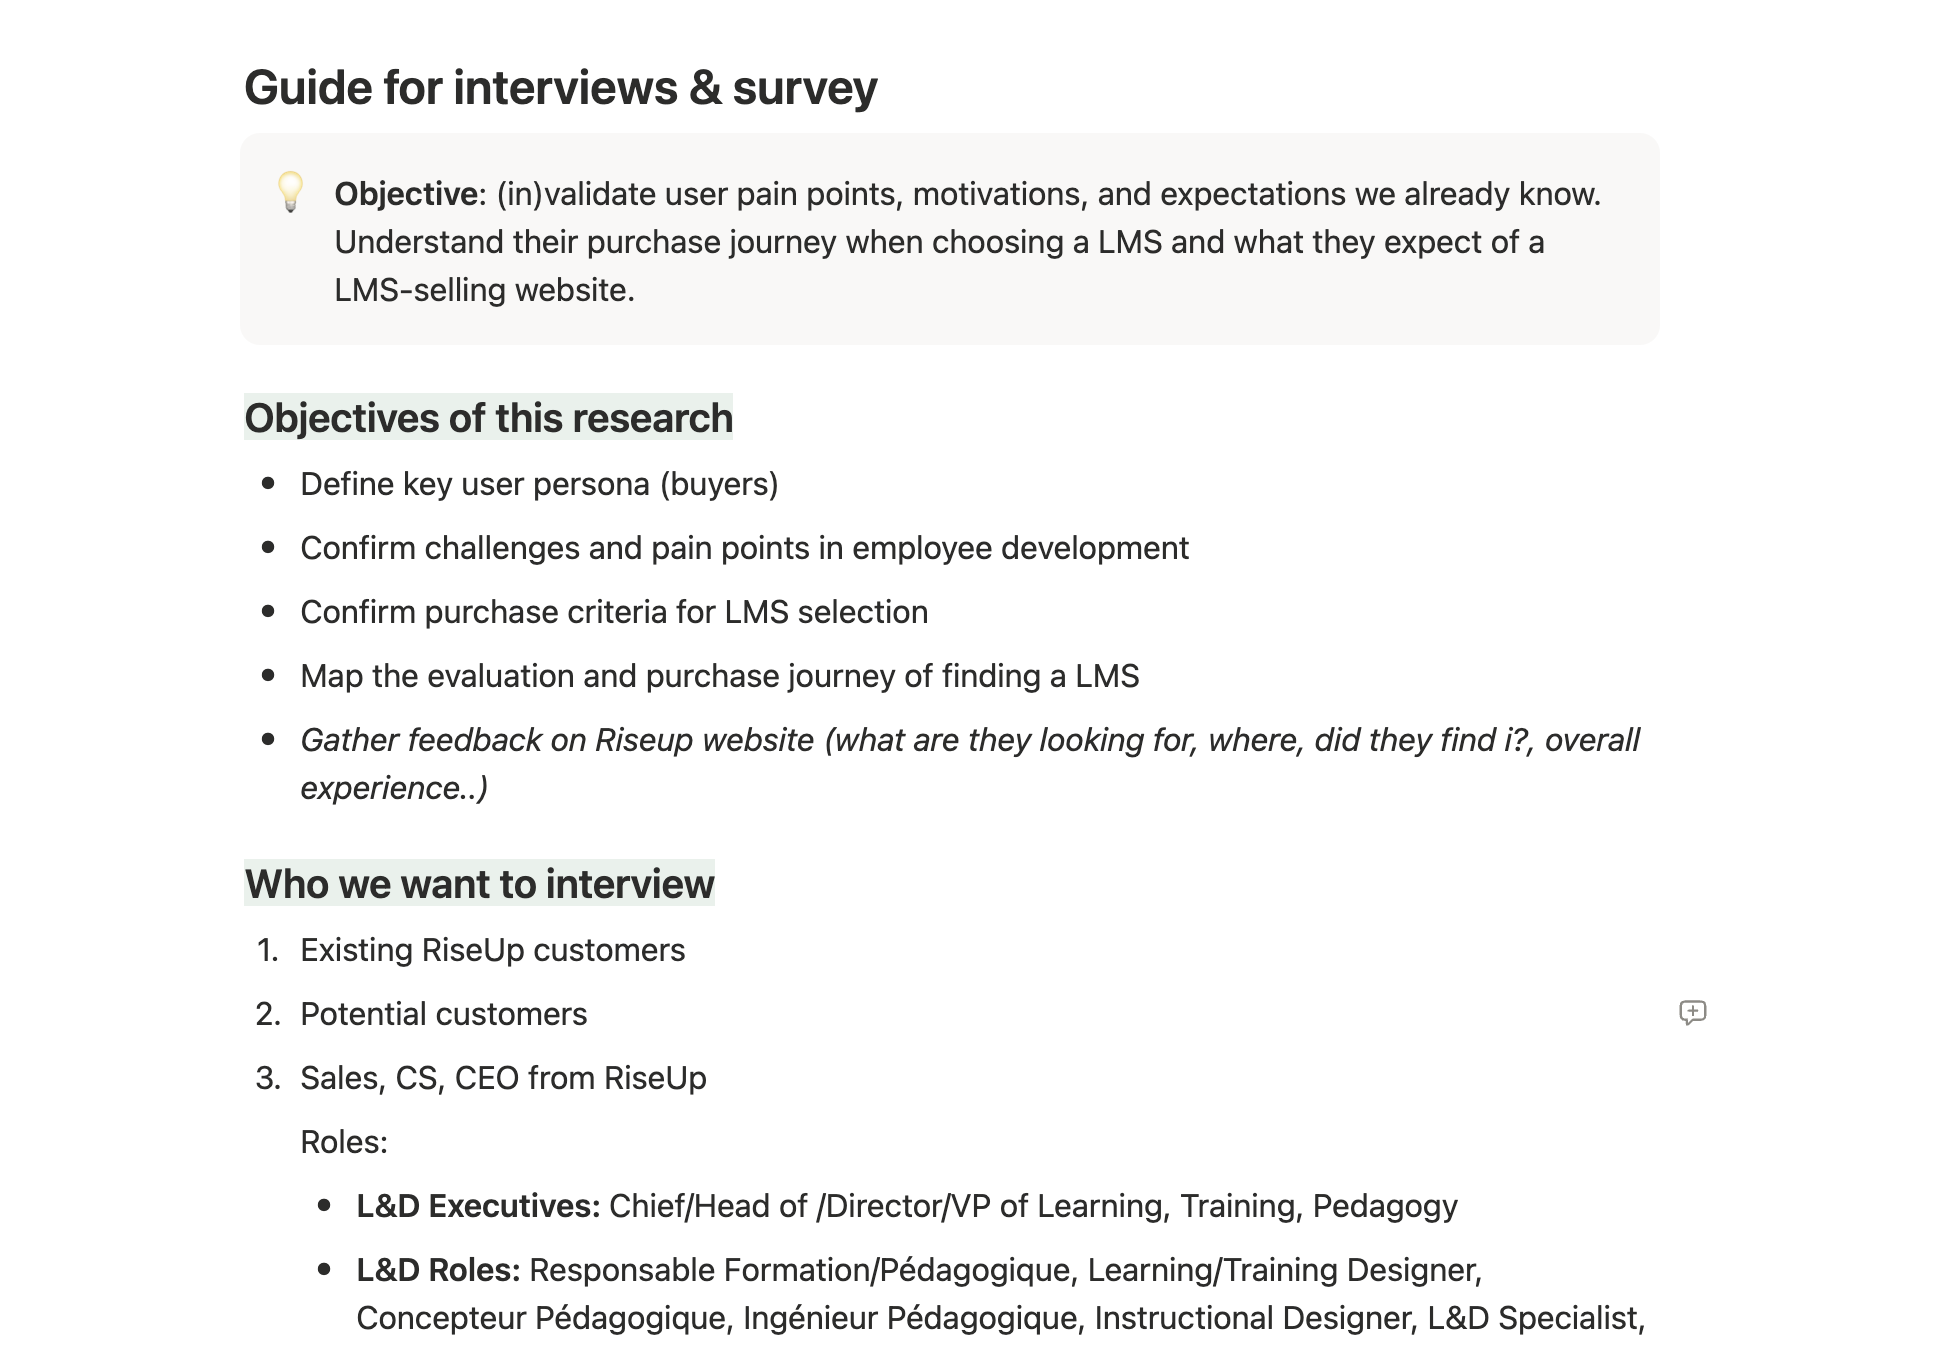 Guide for interviews & survey
Objective: (in)validate user pain points, motivations, and expectations we already know.
Understand their purchase journey when choosing a LMS and what they expect of a
LMS-selling website.
Objectives of this research
• Define key user persona (buyers)
• Confirm challenges and pain points in employee development
• Confirm purchase criteria for LMS selection
• Map the evaluation and purchase journey of finding a LMS
• Gather feedback on Riseup website (what are they looking for, where, did they find i?, overall
experience..)
Who we want to interview
1. Existing RiseUp customers
2. Potential customers
3. Sales, CS, CEO from RiseUp
Roles:
• L&D Executives: Chief/Head of /Director/VP of Learning, Training, Pedagogy
• L&D Roles: Responsable Formation/Pédagogique, Learning/Training Designer,
Concepteur Pédagogique, Ingénieur Pédagogique, Instructional Designer, L&D Specialist,